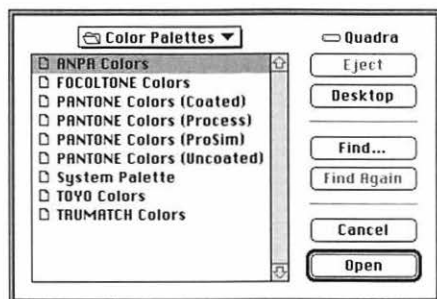 Color Palettes
ANPA Colors
FOCOLTONE Colors
PANTONE Colors (Coated)
PANTONE Colors (Process)
PANTONE Colors (ProSim)
PANTONE Colors (Uncoated)
System Palette
TOYO Colors
TRUMATCH Colors
Quadra
Eject
Desktop
Find...
Find Again
Cancel
Open